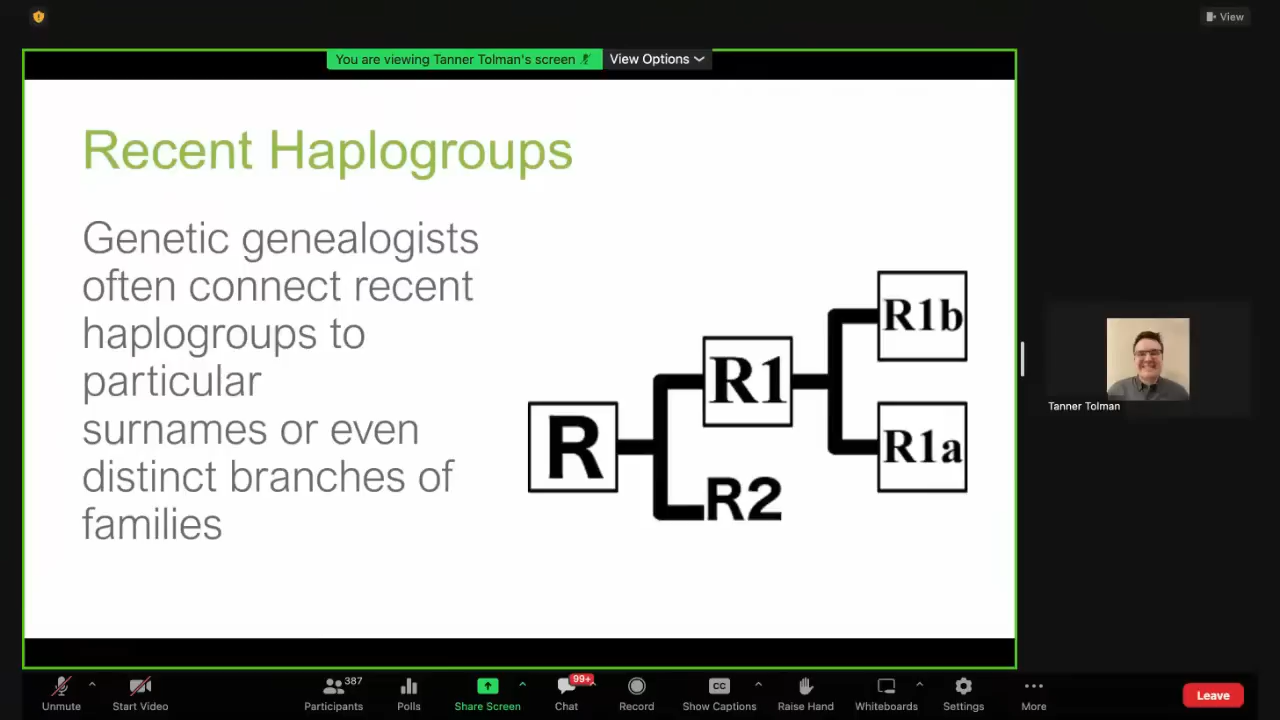 View
You are viewing Tanner Tolman's screen
View Options
Recent Haplogroups
Genetic genealogists
often connect recent
haplogroups to
particular
surnames or even
distinct branches of
families
R
R1
R2
R1b
R1a
Tanner Tolman
Unmute
Start Video
387
Participants
Polls
Share Screen
99+
Chat
Record
CC
Show Captions
Raise Hand
Whiteboards
Settings
More
Leave